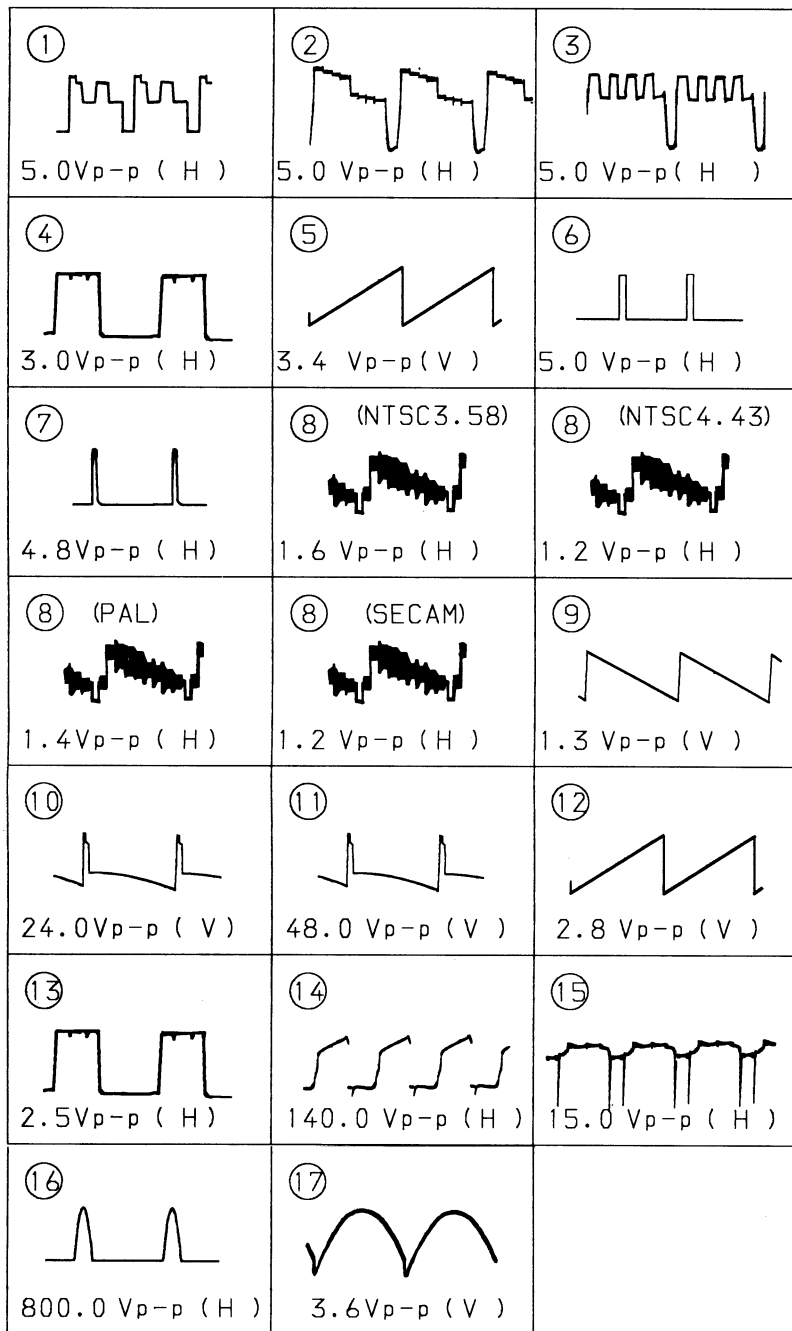 ① ② ③
5.0Vp-p ( H ) 5.0 Vp-p ( H ) 5.0 Vp-p( H )
④ ⑤ ⑥
3.0Vp-p ( H ) 3.4 Vp-p(V) 5.0 Vp-p ( H )
⑦ ⑧ (NTSC3.58) ⑧ (NTSC4.43)
4.8Vp-p ( H ) 1.6 Vp-p ( H ) 1.2 Vp-p ( H )
⑧ (PAL) ⑧ (SECAM) ⑨
1.4Vp-p ( H ) 1.2 Vp-p ( H ) 1.3 Vp-p ( V )
⑩ ⑪ ⑫
24.0Vp-p ( V ) 48.0 Vp-p ( V ) 2.8 Vp-p ( V )
⑬ ⑭ ⑮
2.5Vp-p ( H ) 140.0 Vp-p ( H ) 15.0 Vp-p ( H )
⑯ ⑰
800.0 Vp-p ( H ) 3.6Vp-p ( V )